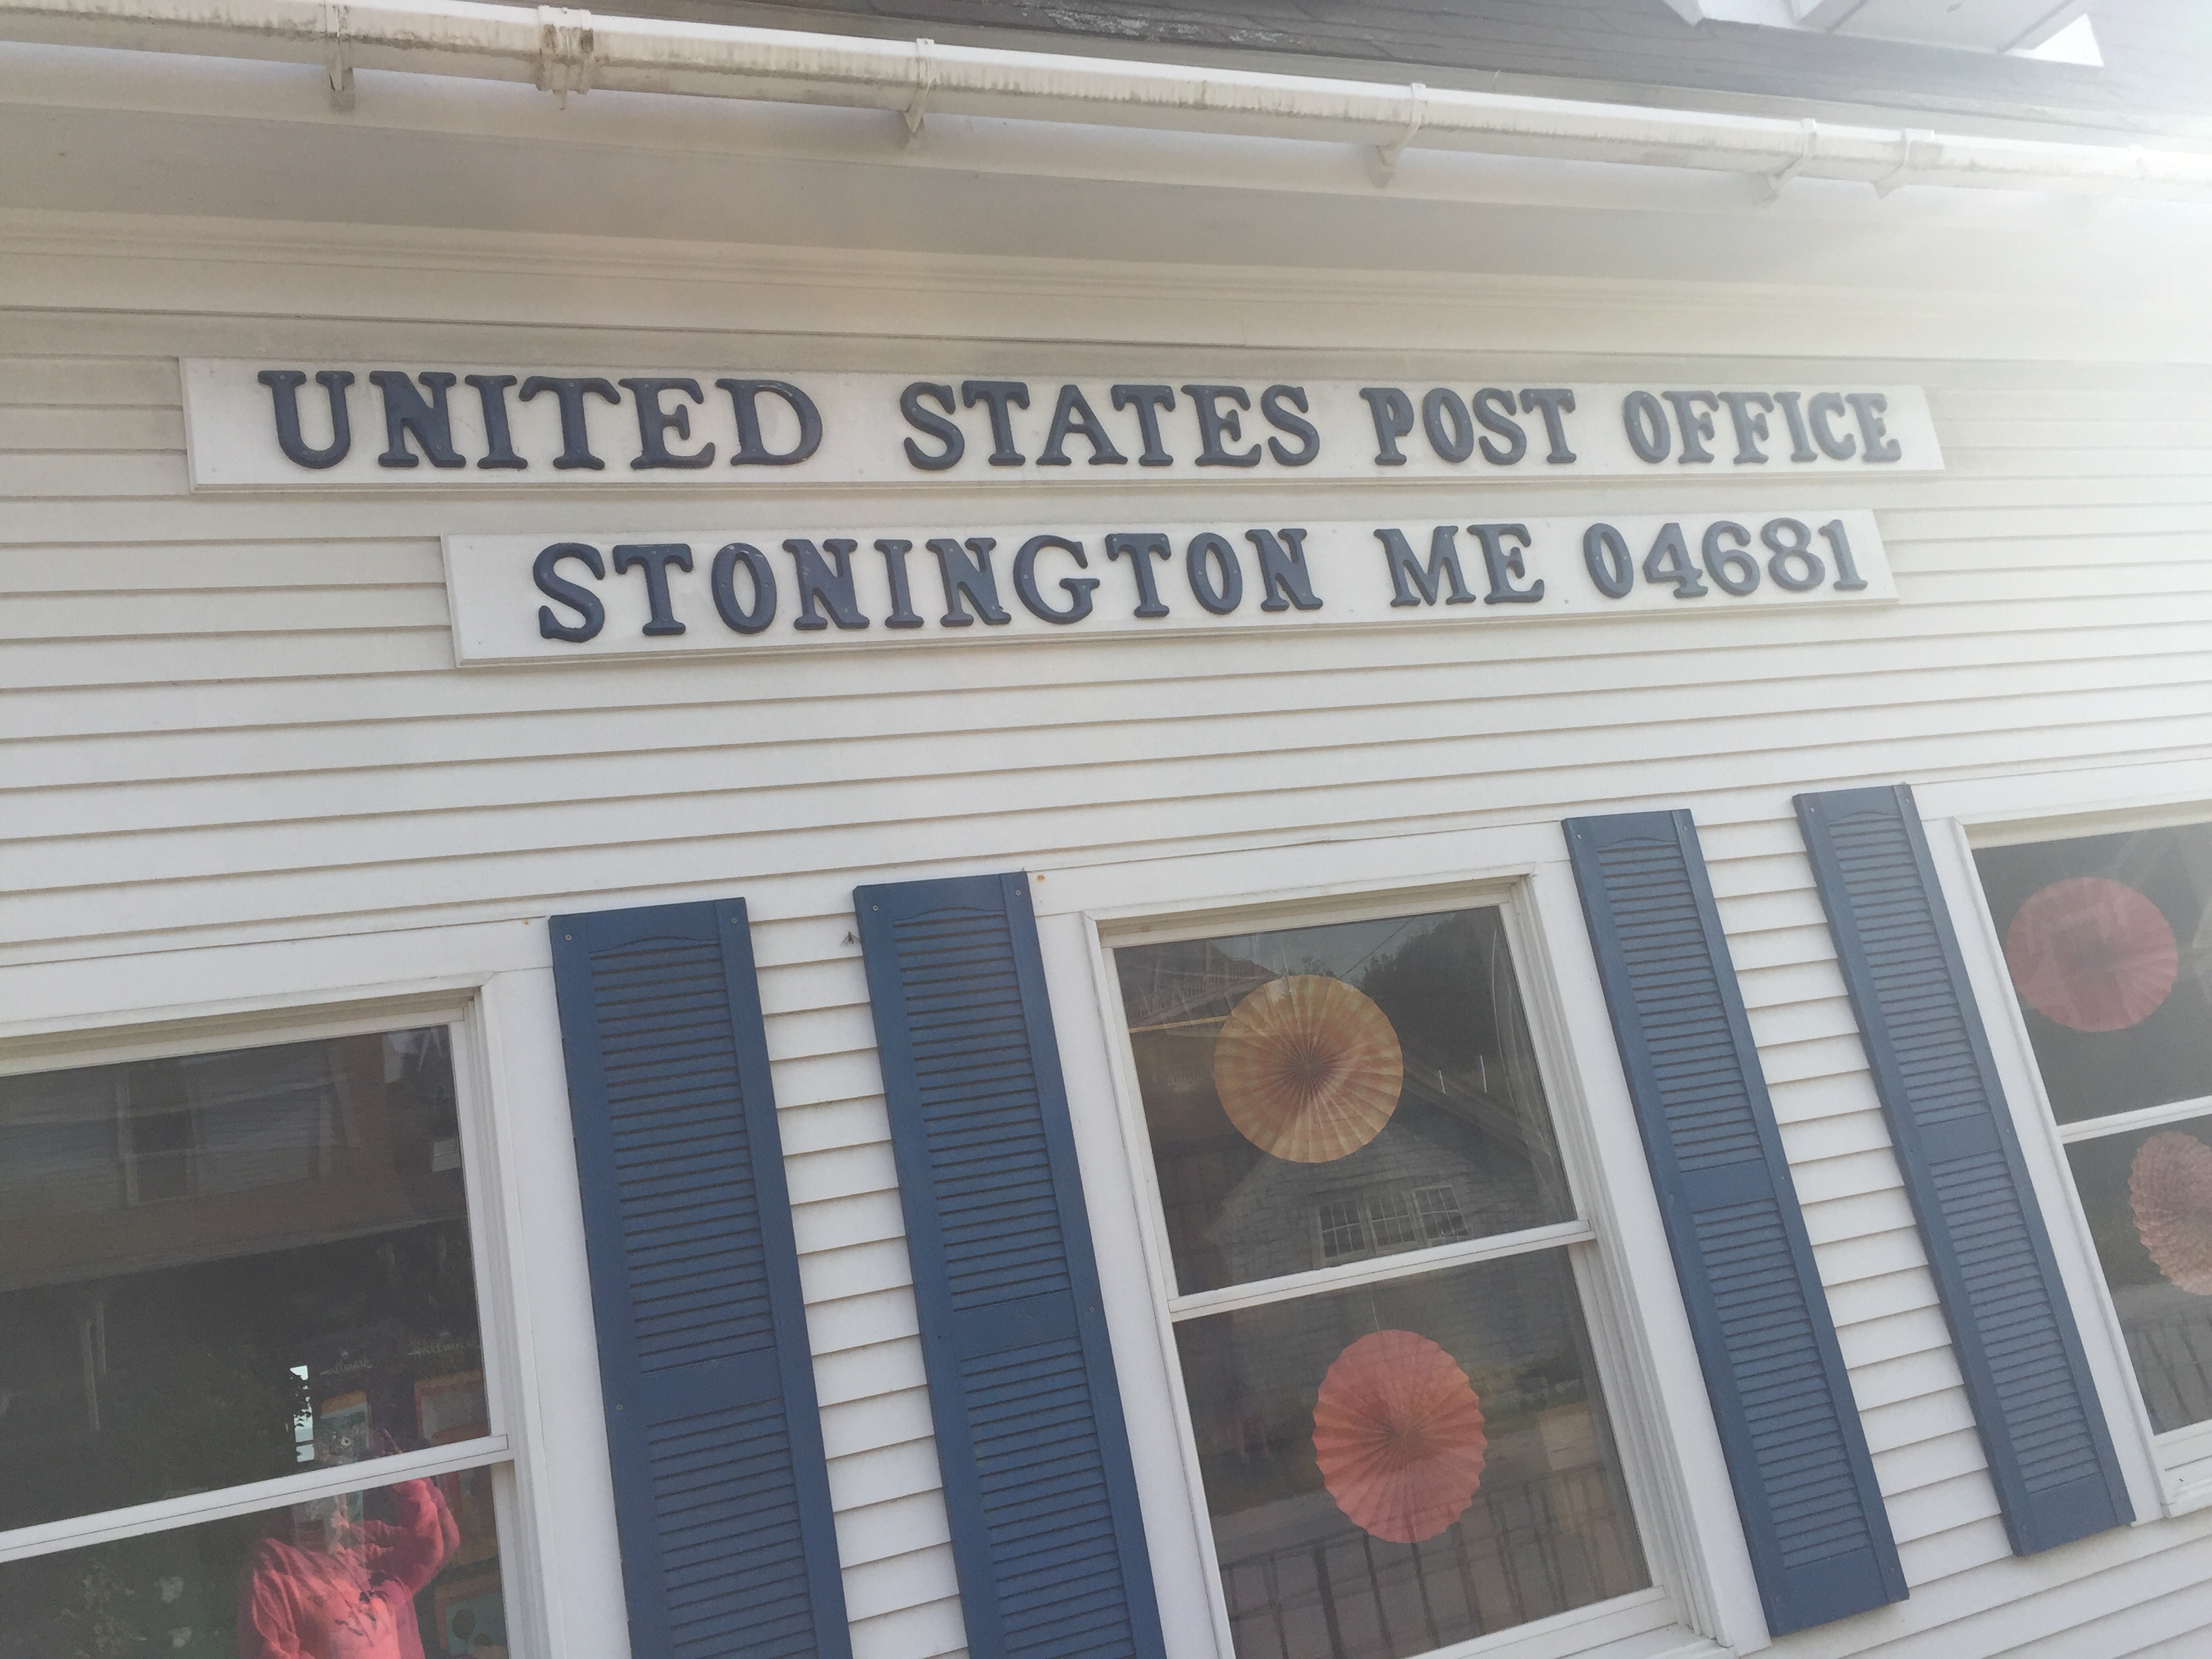 UNITED STATES POST OFFICE
STONINGTON ME 04681